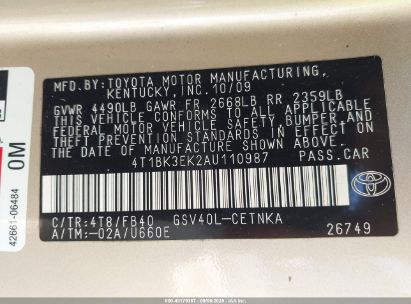 MFD.BY: TOYOTA MOTOR MANUFACTURING,
KENTUCKY, INC. 10/09
GVWR 4490LB GAWR FR 2668LB RR 2359LB
THIS VEHICLE CONFORMS TO ALL APPLICABLE
FEDERAL MOTOR VEHICLE SAFETY, BUMPER, AND
THEFT PREVENTION STANDARDS IN EFFECT ON
THE DATE OF MANUFACTURE SHOWN ABOVE.
4T1BK3EK2AU110987 PASS.CAR
C/TR:4T8/FB40 GSV40L-CETNKA
A/TM:-02A/U660E 26749
TOYOTA
42661-06484
0M